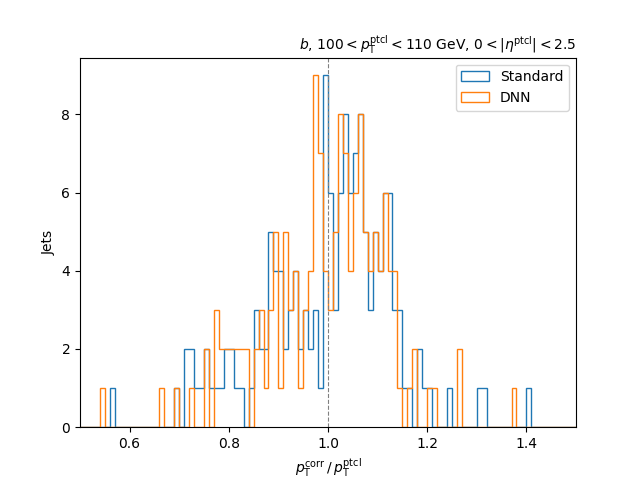 b, 100 < p_T^ptcl < 110 GeV, 0 < |η^ptcl| < 2.5
Standard
DNN
Jets
8
6
4
2
0
0.6 0.8 1.0 1.2 1.4
p_T^corr / p_T^ptcl